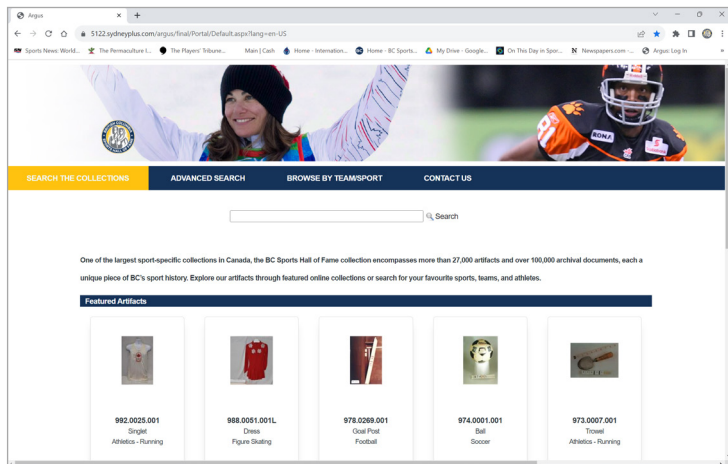 Argus
5122.sydneyplus.com/argus/final/Portal/Default.aspx?lang=en-US
Sports News: World... The Permaculture I... The Players' Tribune... Main | Cash Home - Internation... Home - BC Sports... My Drive - Google... On This Day in Spor... Newspapers.com -... Argus: Log In »
81
RONA
SEARCH THE COLLECTIONS ADVANCED SEARCH BROWSE BY TEAM/SPORT CONTACT US
Search
One of the largest sport-specific collections in Canada, the BC Sports Hall of Fame collection encompasses more than 27,000 artifacts and over 100,000 archival documents, each a
unique piece of BC's sport history. Explore our artifacts through featured online collections or search for your favourite sports, teams, and athletes.
Featured Artifacts
992.0025.001 988.0051.001L 978.0269.001 974.0001.001 973.0007.001
Singlet Dress Goal Post Ball Trowel
Athletics - Running Figure Skating Football Soccer Athletics - Running